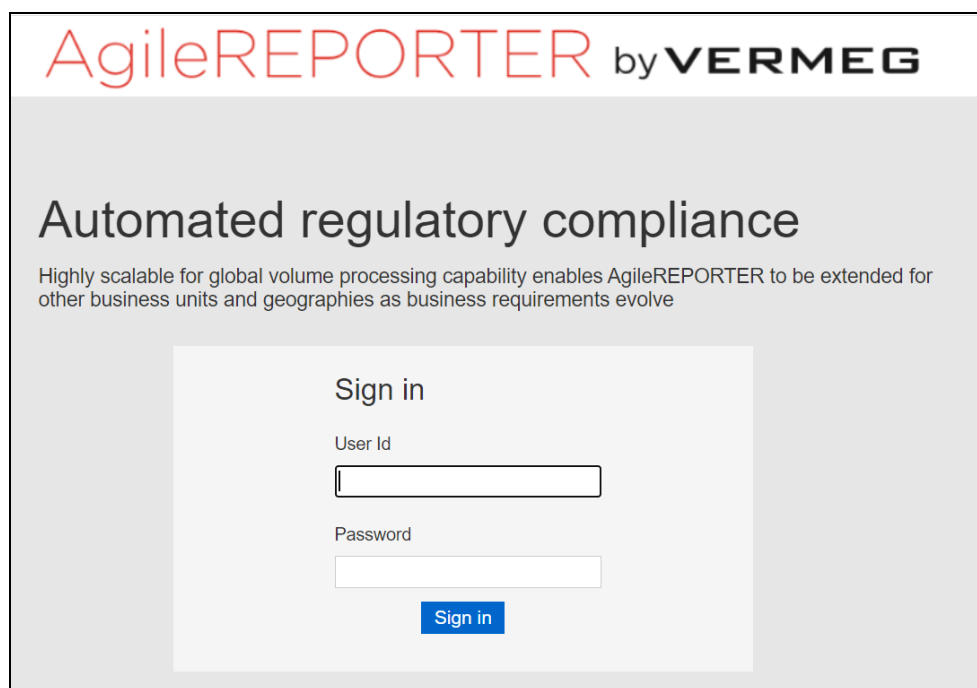 AgileREPORTER by VERMEG
Automated regulatory compliance
Highly scalable for global volume processing capability enables AgileREPORTER to be extended for
other business units and geographies as business requirements evolve
Sign in
User Id
Password
Sign in